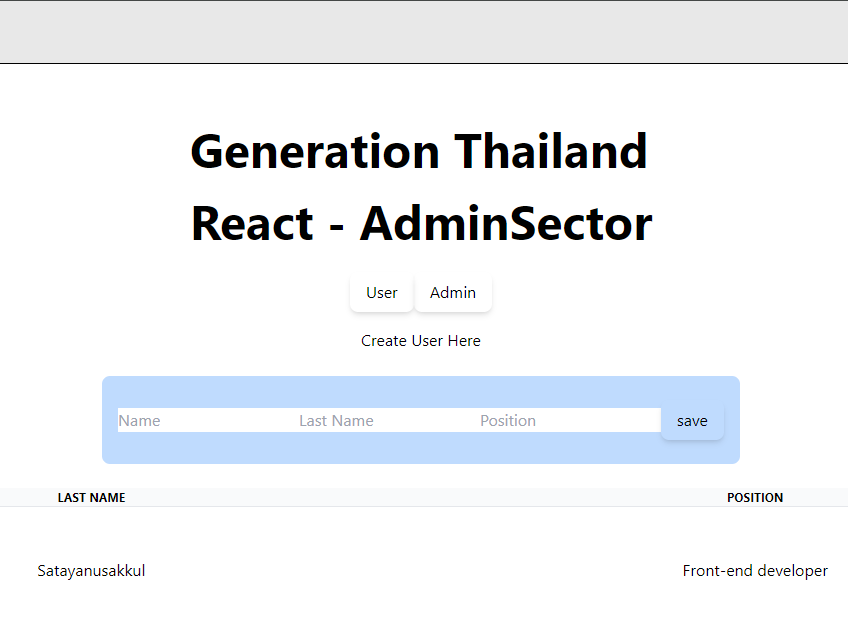 Generation Thailand
React - AdminSector
User Admin
Create User Here
Name Last Name Position save
LAST NAME POSITION
Satayanusakkul Front-end developer